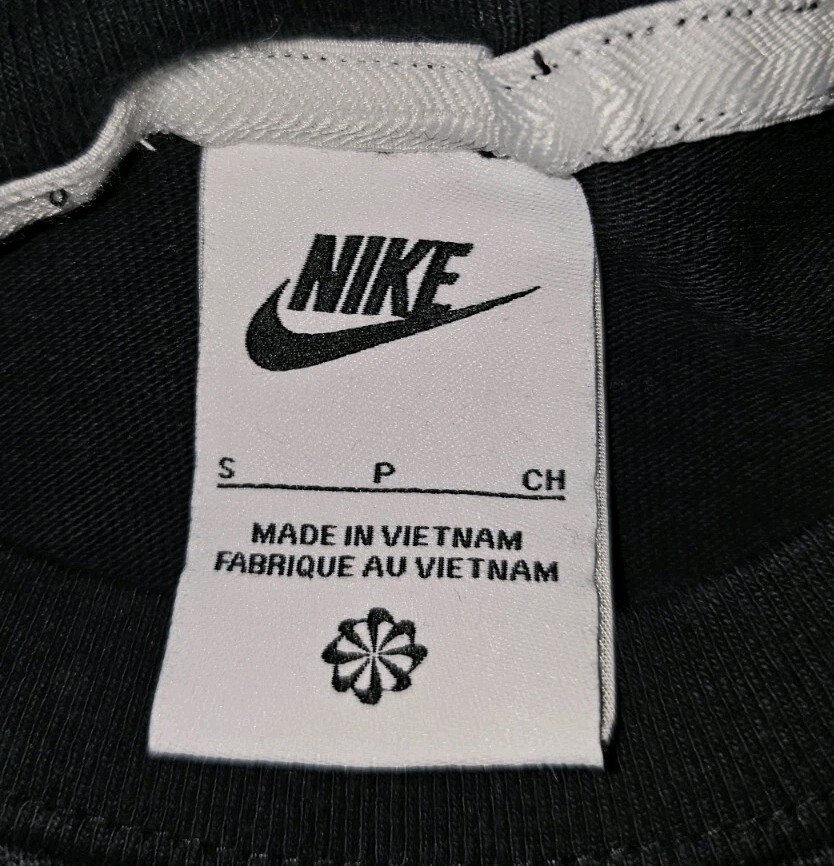 NIKE
S P CH
MADE IN VIETNAM
FABRIQUE AU VIETNAM